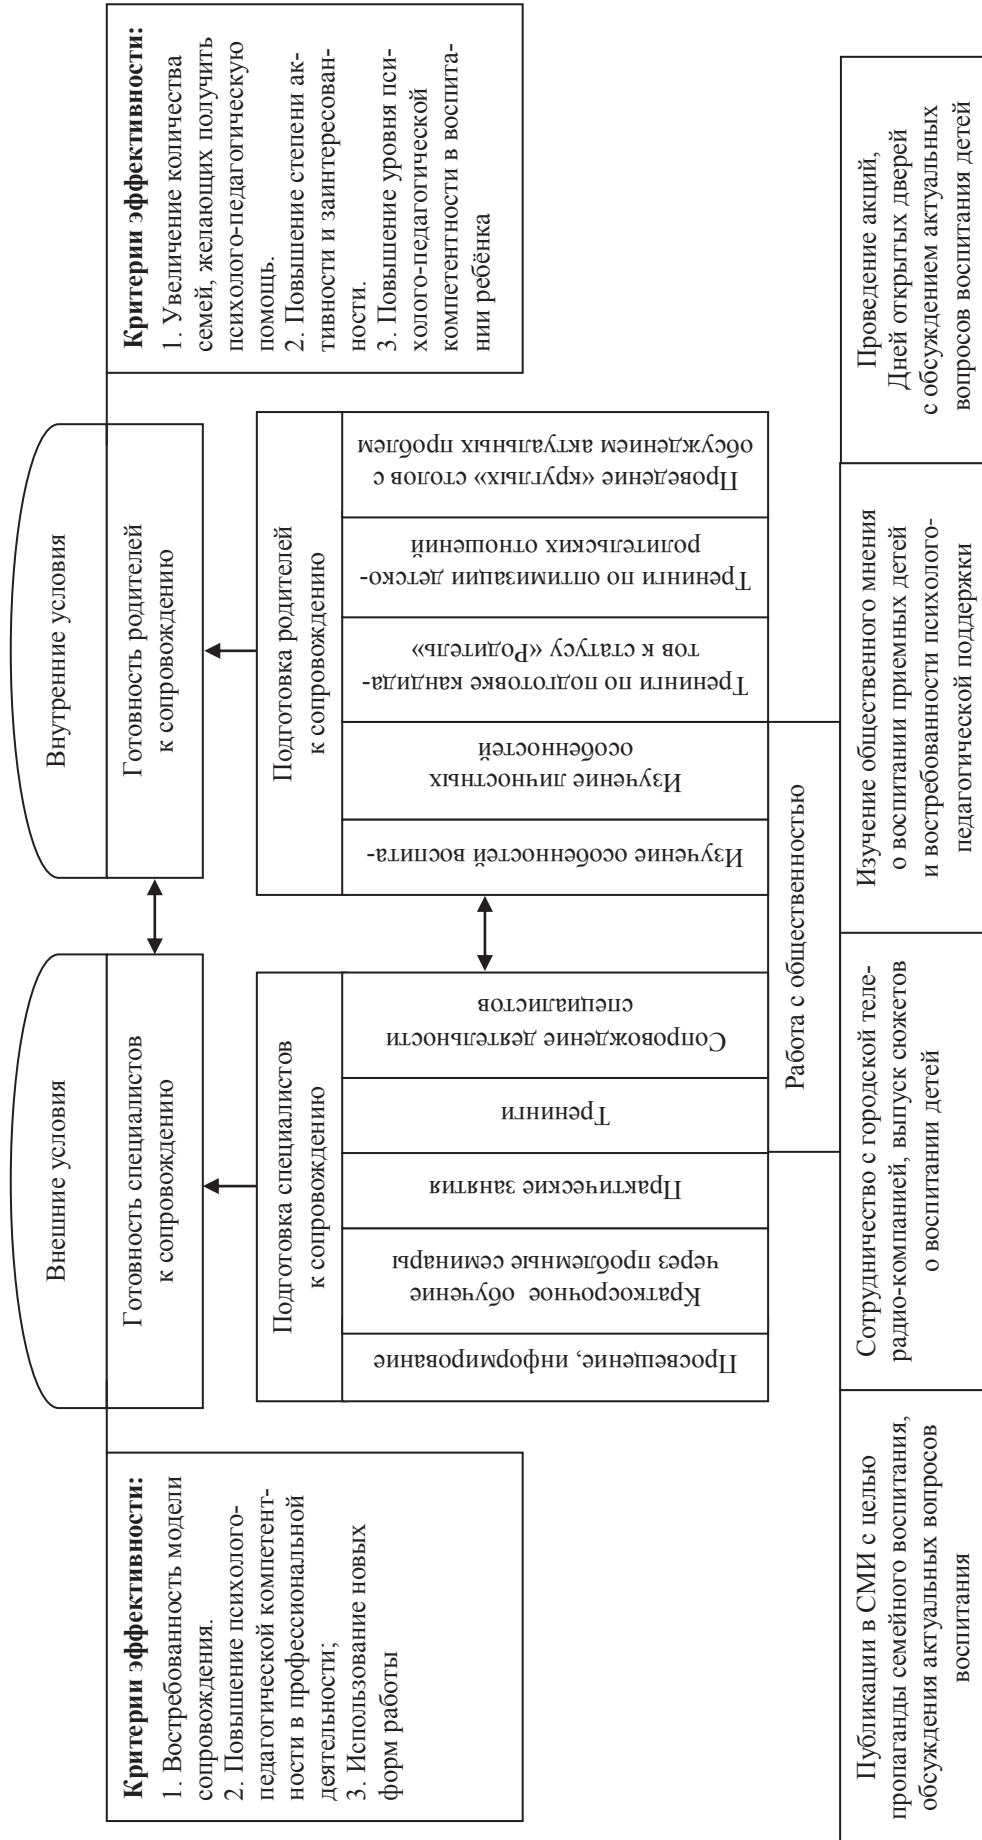 Внешние условия
Внутренние условия
Критерии эффективности:
1. Востребованность модели
сопровождения.
2. Повышение психолого-
педагогической компетент-
ности в профессиональной
деятельности;
3. Использование новых
форм работы
Готовность специалистов
к сопровождению
Готовность родителей
к сопровождению
Критерии эффективности:
1. Увеличение количества
семей, желающих получить
психолого-педагогическую
помощь.
2. Повышение степени ак-
тивности и заинтересован-
ности.
3. Повышение уровня пси-
холого-педагогической
компетентности в воспита-
нии ребёнка
Подготовка специалистов
к сопровождению
Просвещение, информирование
Краткосрочное обучение
через проблемные семинары
Практические занятия
Тренинги
Сопровождение деятельности
специалистов
Подготовка родителей
к сопровождению
Изучение особенностей воспита-
Изучение личностных
особенностей
Тренинги по подготовке кандида-
тов к статусу «Родитель»
Тренинги по оптимизации детско-
родительских отношений
Проведение «круглых» столов с
обсуждением актуальных проблем
Работа с общественностью
Публикации в СМИ с целью
пропаганды семейного воспитания,
обсуждения актуальных вопросов
воспитания
Сотрудничество с городской теле-
радио-компанией, выпуск сюжетов
о воспитании детей
Изучение общественного мнения
о воспитании приемных детей
и востребованности психолого-
педагогической поддержки
Проведение акций,
Дней открытых дверей
с обсуждением актуальных
вопросов воспитания детей